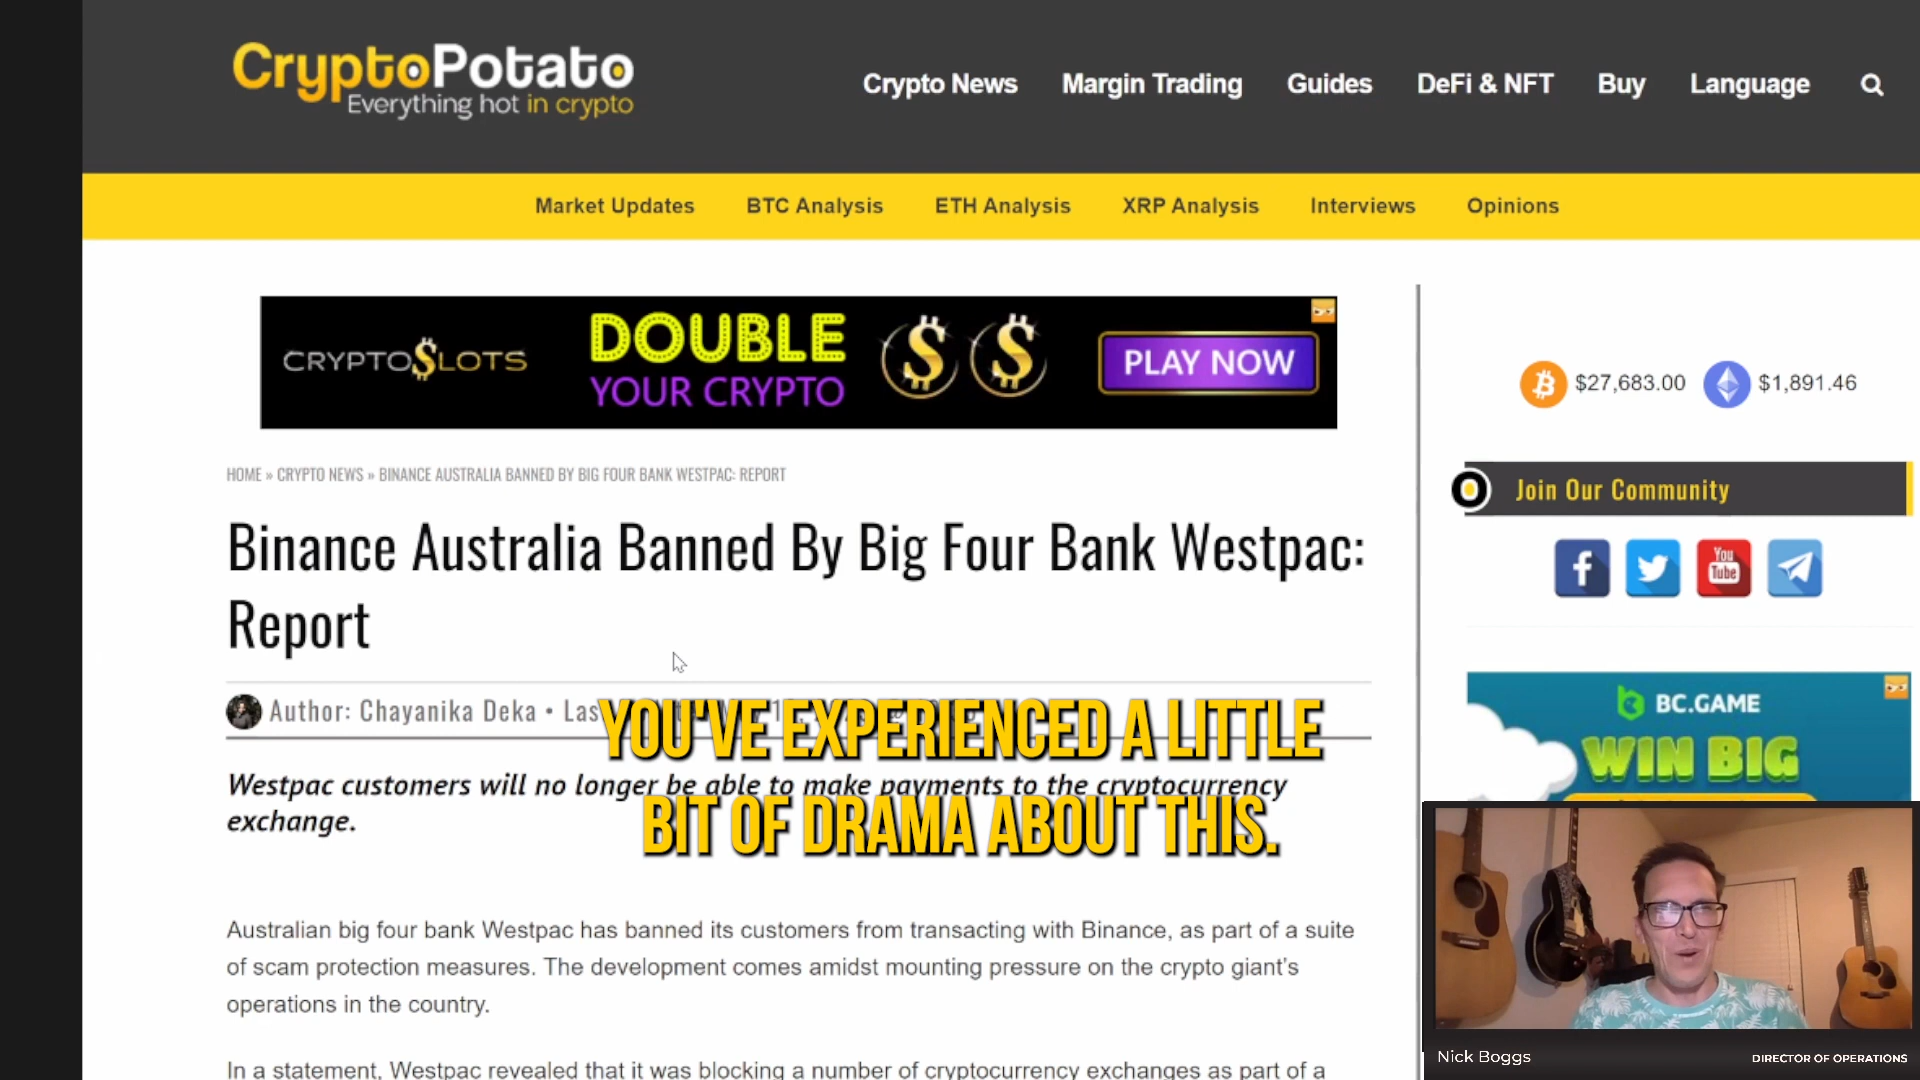 CryptoPotato
Everything hot in crypto
Crypto News Margin Trading Guides DeFi & NFT Buy Language
Market Updates BTC Analysis ETH Analysis XRP Analysis Interviews Opinions
CRYPTO$LOTS
DOUBLE
YOUR CRYPTO
PLAY NOW
$27,683.00 $1,891.46
HOME » CRYPTO NEWS » BINANCE AUSTRALIA BANNED BY BIG FOUR BANK WESTPAC: REPORT
Join Our Community
Binance Australia Banned By Big Four Bank Westpac:
Report
You
Tube
BC.GAME
WIN BIG
Author: Chayanika Deka •
YOU'VE EXPERIENCED A LITTLE
BIT OF DRAMA ABOUT THIS.
Westpac customers will no longer be able to make payments to the cryptocurrency
exchange.
Australian big four bank Westpac has banned its customers from transacting with Binance, as part of a suite
of scam protection measures. The development comes amidst mounting pressure on the crypto giant's
operations in the country.
In a statement, Westpac revealed that it was blocking a number of cryptocurrency exchanges as part of a
Nick Boggs
DIRECTOR OF OPERATIONS